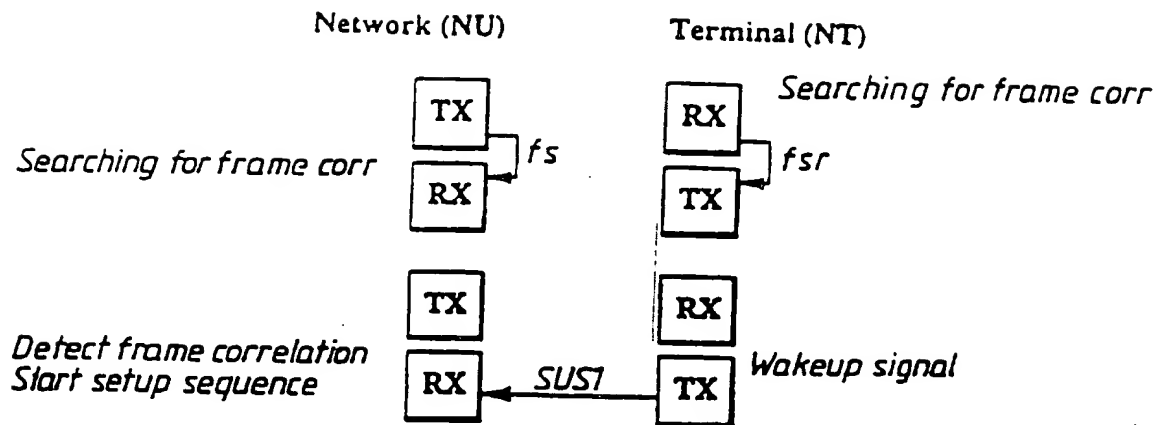 Network (NU)
Terminal (NT)
TX
RX
Searching for frame corr
Searching for frame corr
fs
fsr
RX
TX
TX
RX
Detect frame correlation
Start setup sequence
RX
SUS1
TX
Wakeup signal